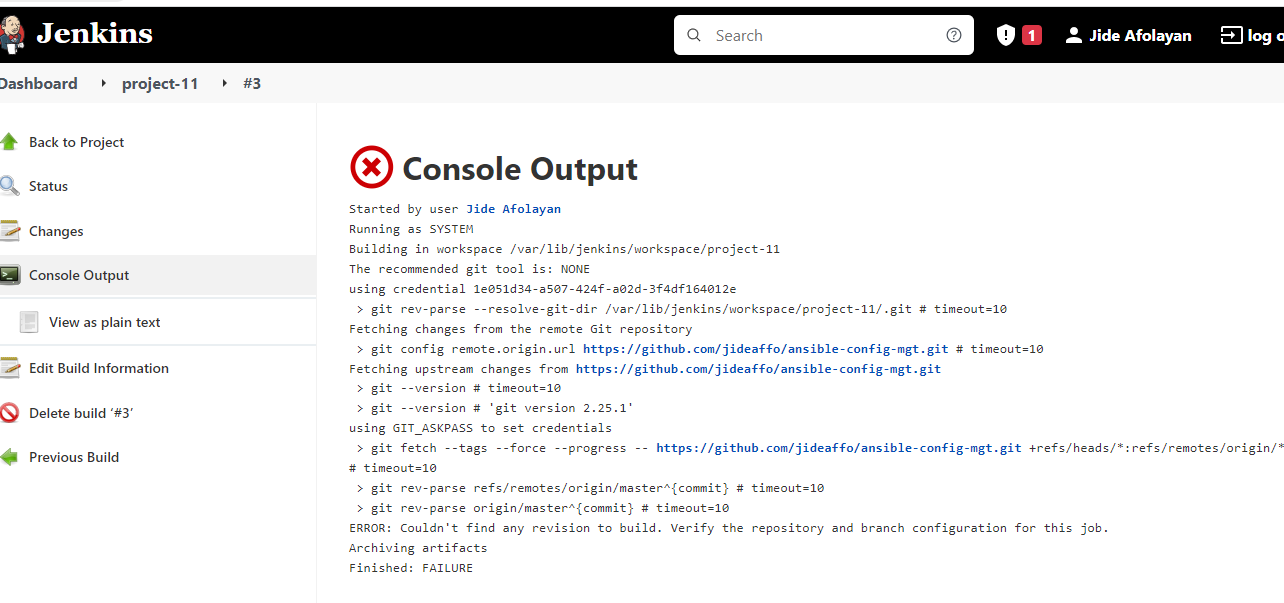 Jenkins
Search
1
Jide Afolayan
log o
Dashboard
project-11
#3
Back to Project
Status
Changes
Console Output
View as plain text
Edit Build Information
Delete build ‘#3’
Previous Build
Console Output
Started by user Jide Afolayan
Running as SYSTEM
Building in workspace /var/lib/jenkins/workspace/project-11
The recommended git tool is: NONE
using credential 1e051d34-a507-424f-a02d-3f4df164012e
> git rev-parse --resolve-git-dir /var/lib/jenkins/workspace/project-11/.git # timeout=10
Fetching changes from the remote Git repository
> git config remote.origin.url https://github.com/jideaffo/ansible-config-mgt.git # timeout=10
Fetching upstream changes from https://github.com/jideaffo/ansible-config-mgt.git
> git --version # timeout=10
> git --version # 'git version 2.25.1'
using GIT_ASKPASS to set credentials
> git fetch --tags --force --progress -- https://github.com/jideaffo/ansible-config-mgt.git +refs/heads/*:refs/remotes/origin/*
# timeout=10
> git rev-parse refs/remotes/origin/master^{commit} # timeout=10
> git rev-parse origin/master^{commit} # timeout=10
ERROR: Couldn't find any revision to build. Verify the repository and branch configuration for this job.
Archiving artifacts
Finished: FAILURE